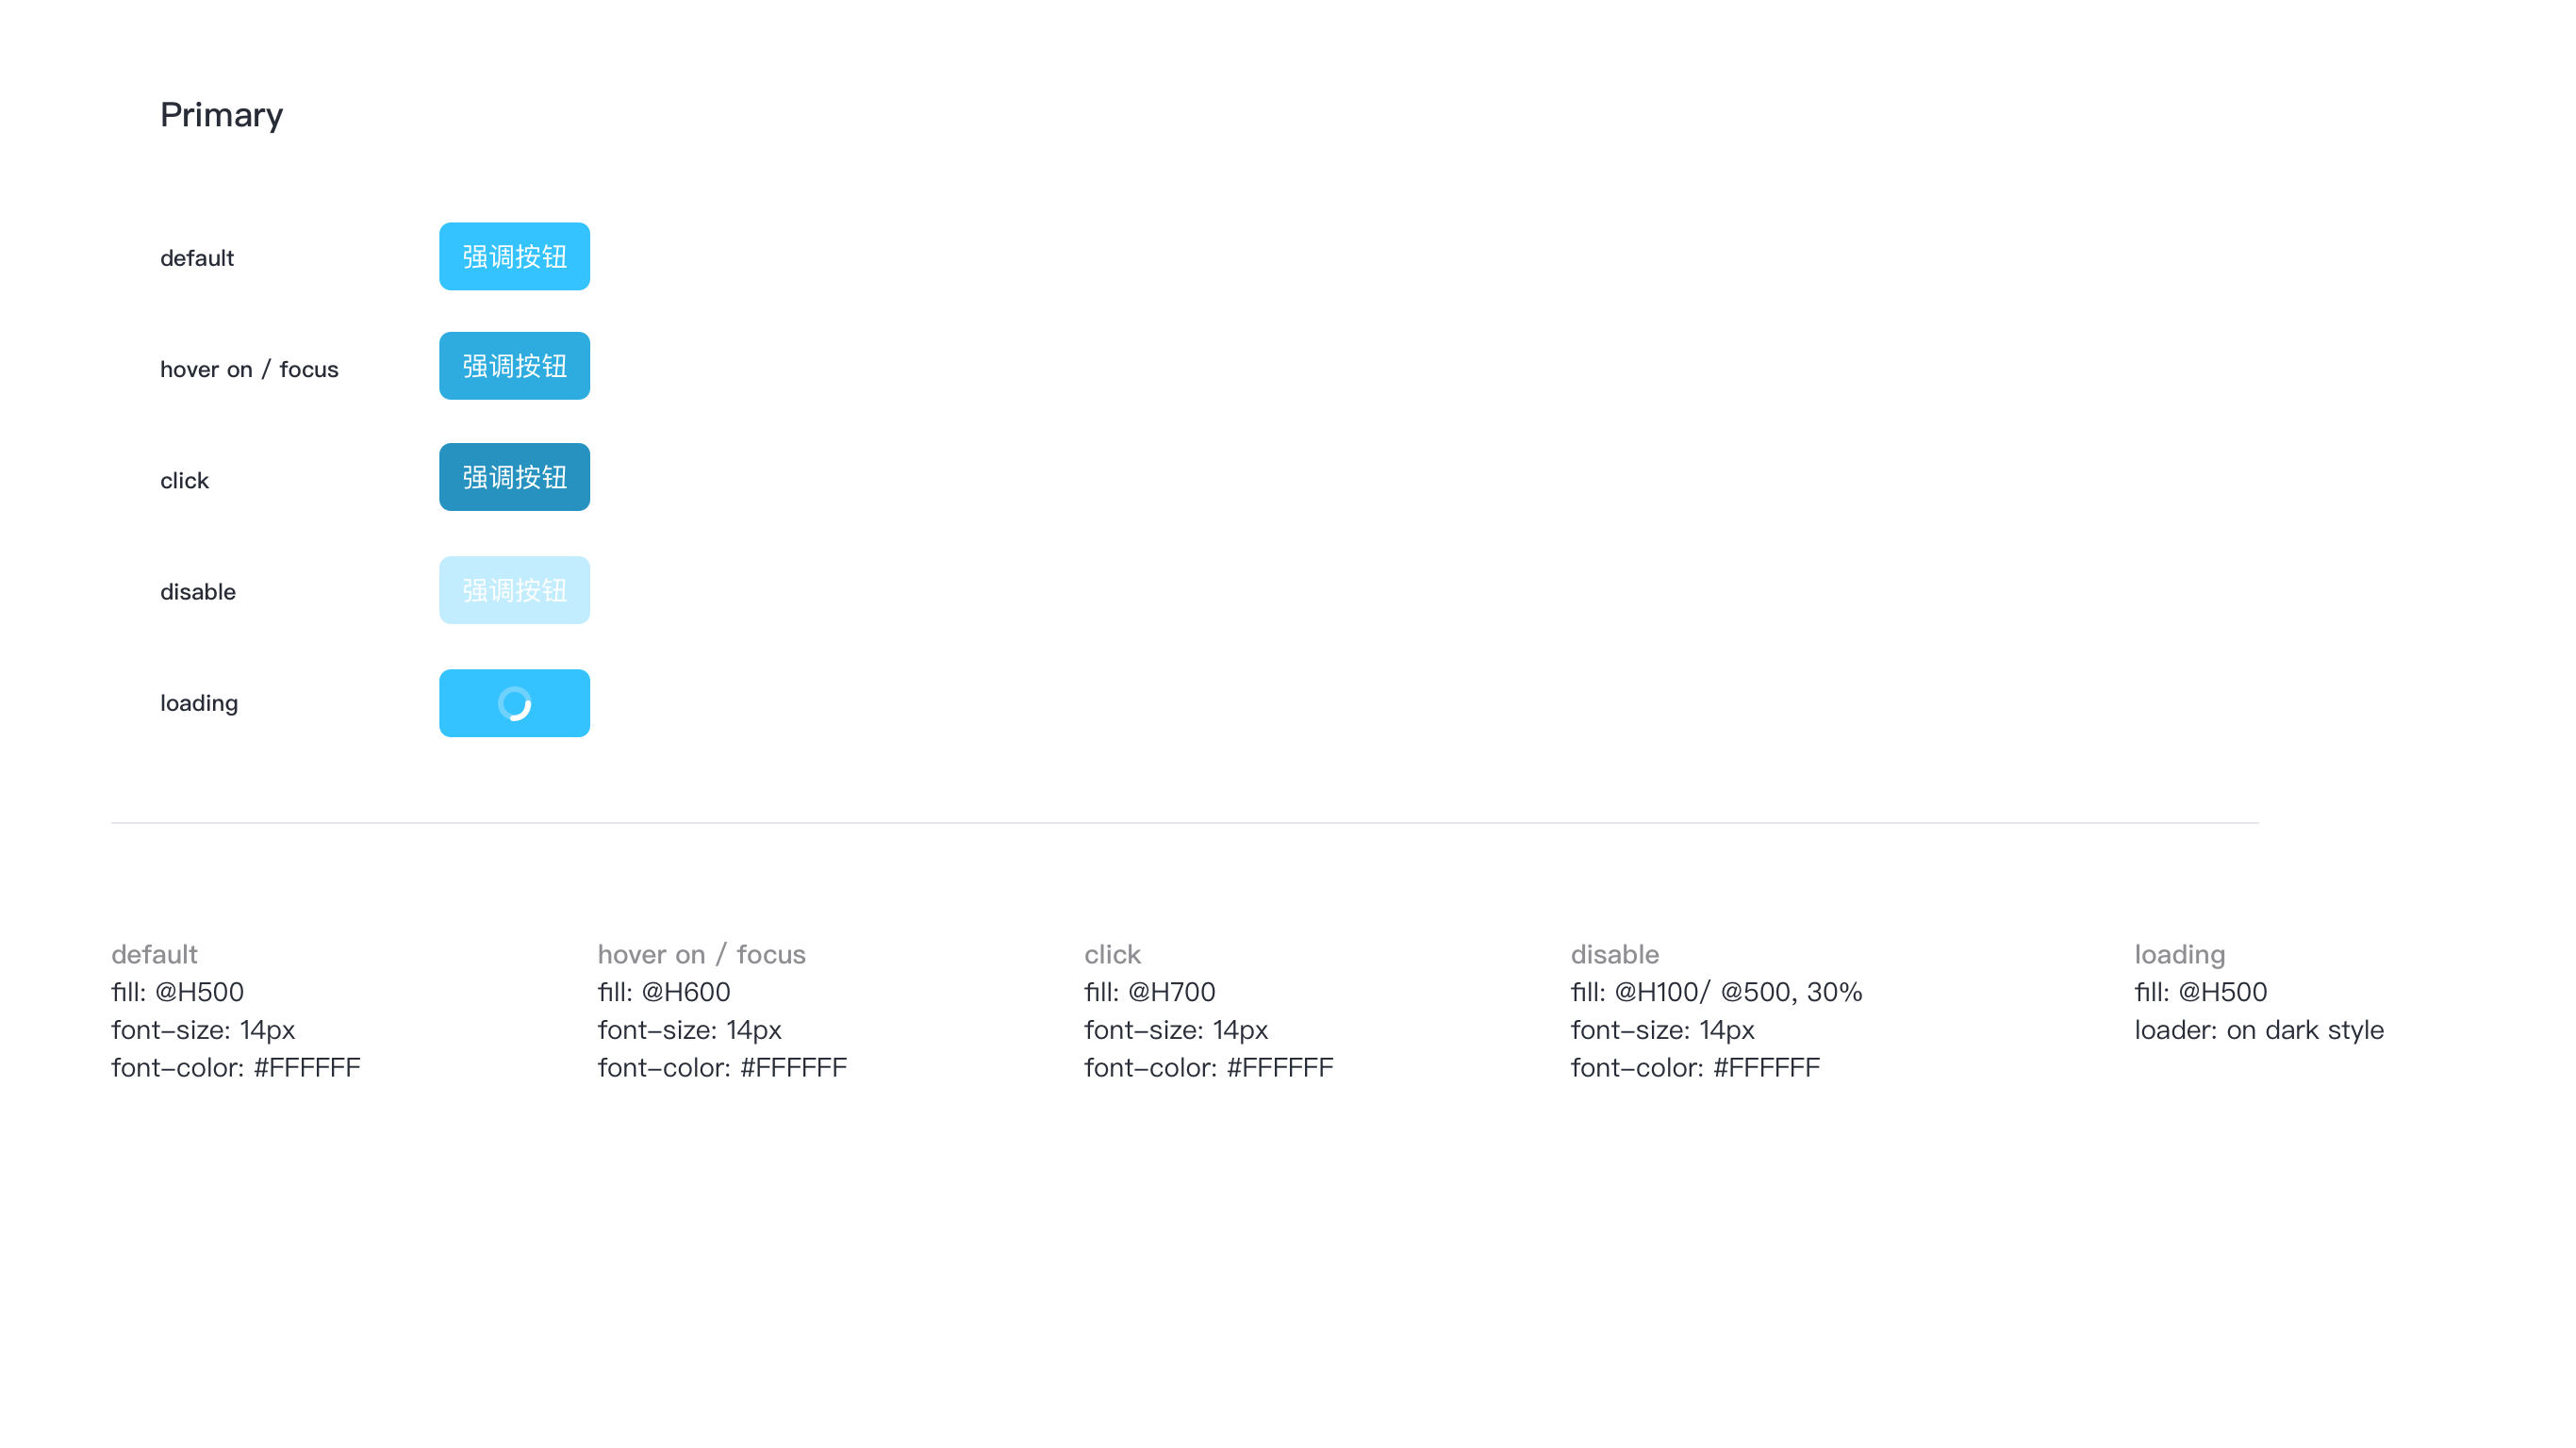 Primary
default
强调按钮
hover on / focus
强调按钮
click
强调按钮
disable
强调按钮
loading
default
fill: @H500
font-size: 14px
font-color: #FFFFFF
hover on / focus
fill: @H600
font-size: 14px
font-color: #FFFFFF
click
fill: @H700
font-size: 14px
font-color: #FFFFFF
disable
fill: @H100/ @500, 30%
font-size: 14px
font-color: #FFFFFF
loading
fill: @H500
loader: on dark style